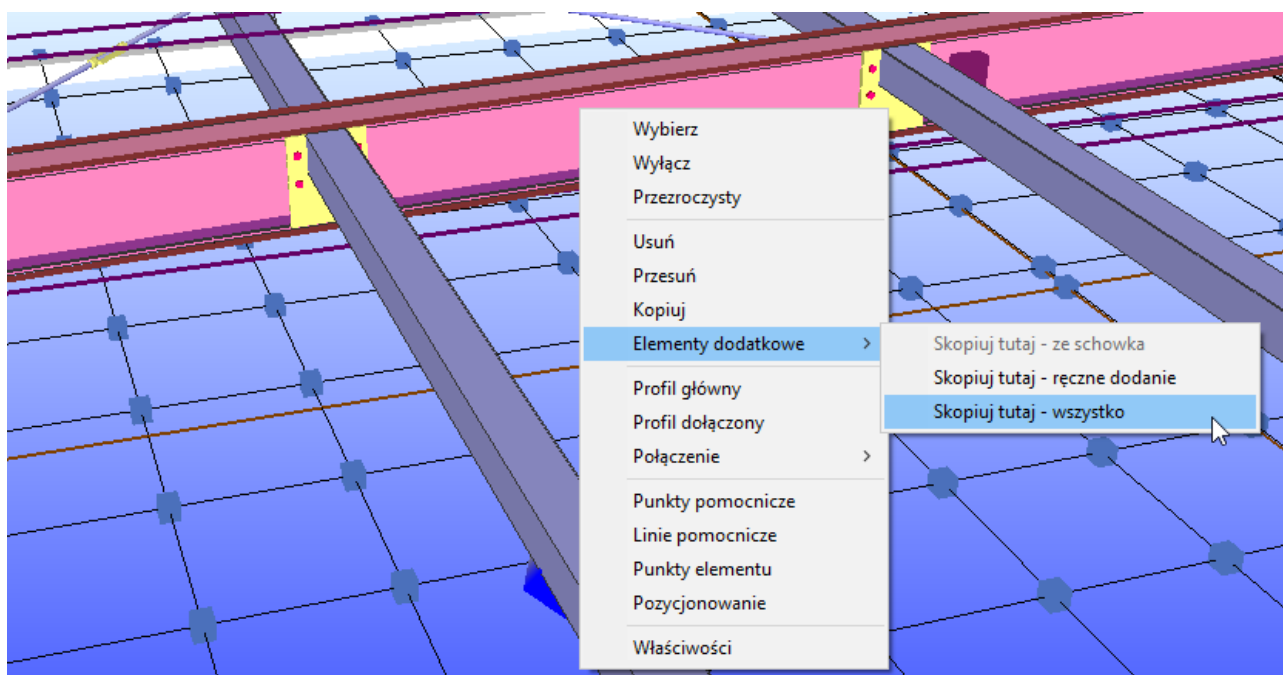 Wybierz
Wyłącz
Przezroczysty
Usuń
Przesuń
Kopiuj
Elementy dodatkowe
Skopiuj tutaj - ze schowka
Skopiuj tutaj - ręczne dodanie
Skopiuj tutaj - wszystko
Profil główny
Profil dołączony
Połączenie
Punkty pomocnicze
Linie pomocnicze
Punkty elementu
Pozycjonowanie
Właściwości